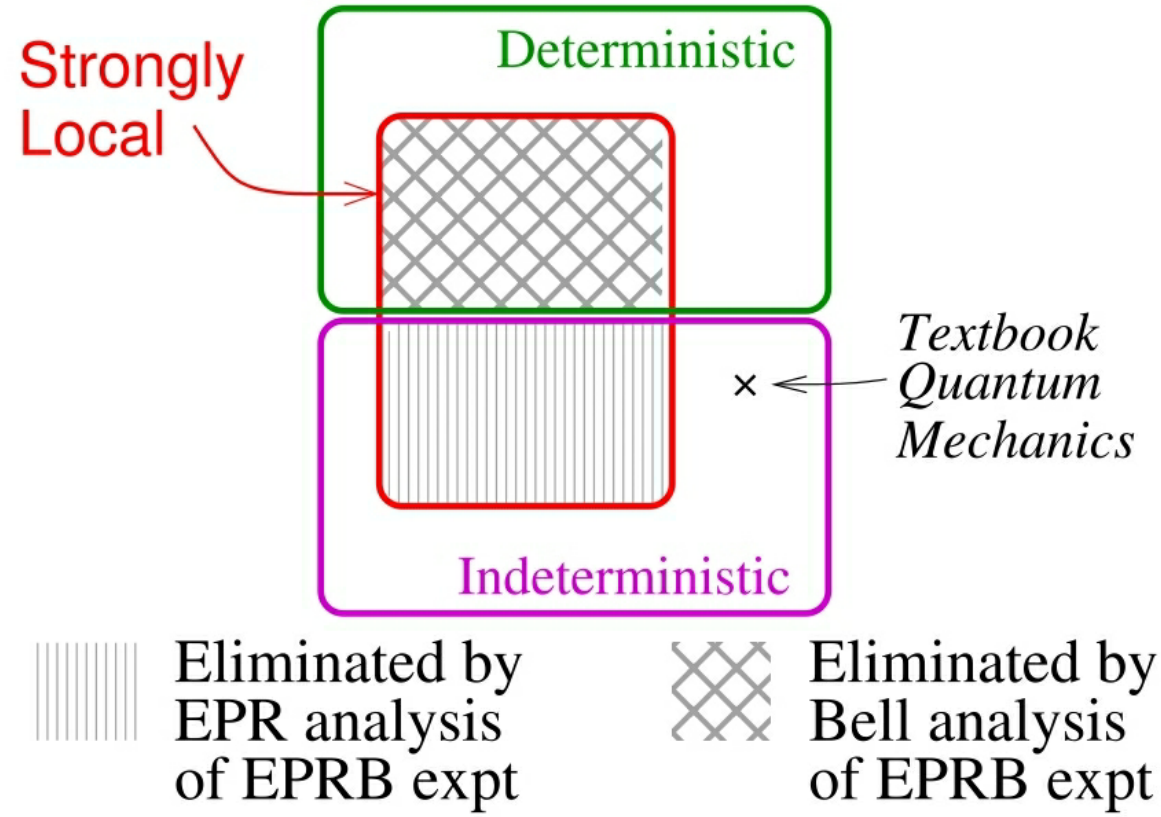 Deterministic
Strongly
Local
Textbook
Quantum
Mechanics
Indeterministic
Eliminated by
EPR analysis
of EPRB expt
Eliminated by
Bell analysis
of EPRB expt